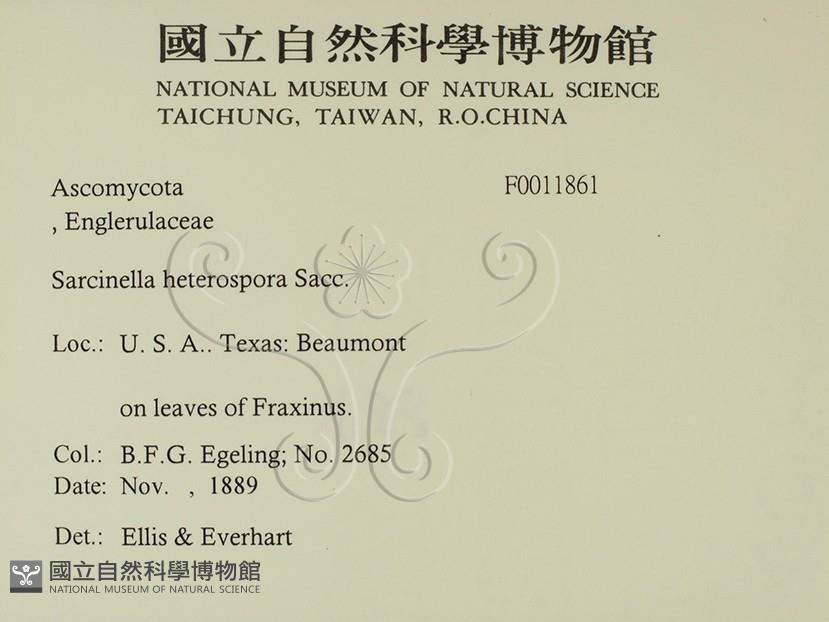 國立自然科學博物館
NATIONAL MUSEUM OF NATURAL SCIENCE
TAICHUNG, TAIWAN, R.O.CHINA
Ascomycota F0011861
, Englerulaceae
Sarcinella heterospora Sacc.
Loc.: U. S. A.. Texas: Beaumont
on leaves of Fraxinus.
Col.: B.F.G. Egeling; No. 2685
Date: Nov. , 1889
Det.: Ellis & Everhart
國立自然科學博物館
NATIONAL MUSEUM OF NATURAL SCIENCE